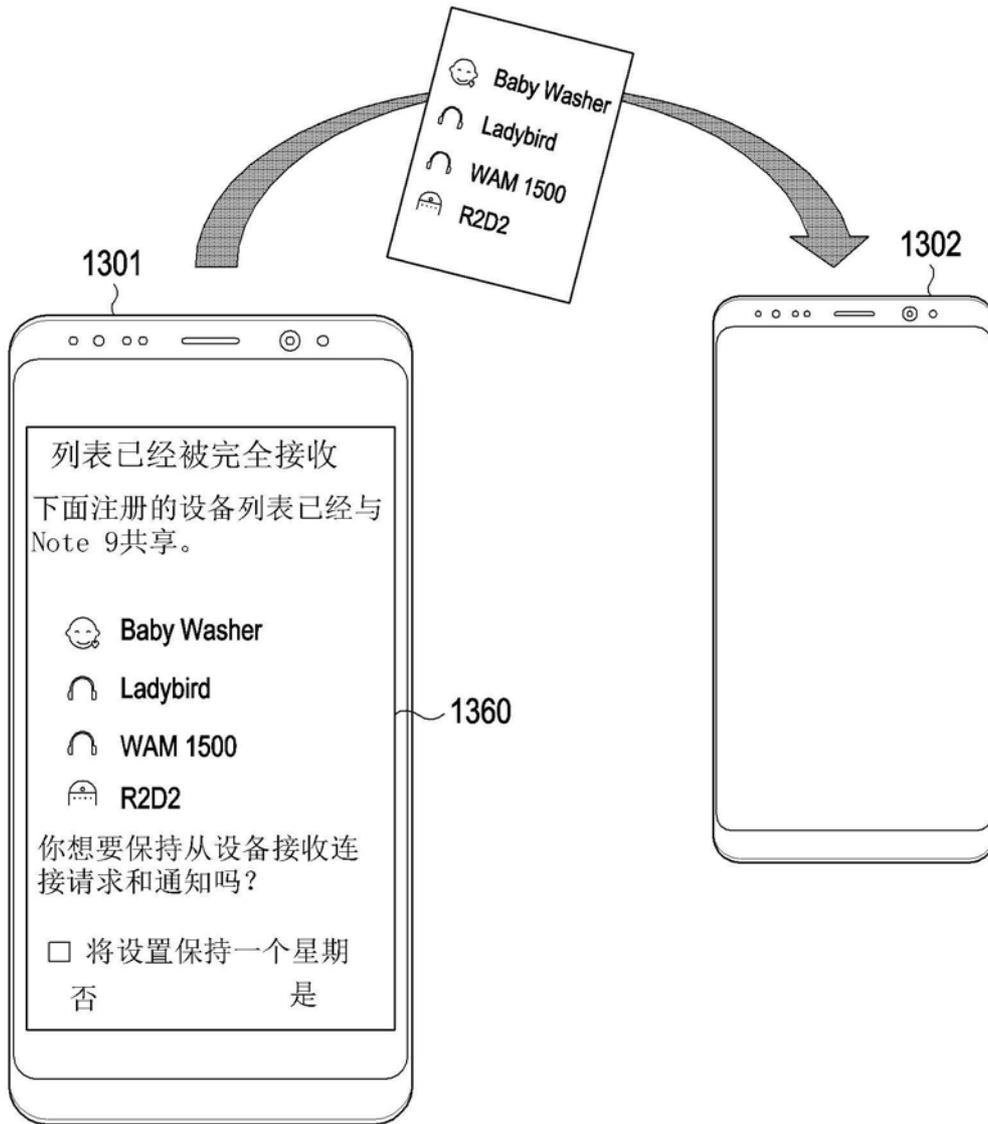 Baby Washer
Ladybird
WAM 1500
R2D2
1301
1302
列表已经被完全接收
下面注册的设备列表已经与
Note 9共享。
Baby Washer
Ladybird
WAM 1500
R2D2
1360
你想要保持从设备接收连
接请求和通知吗?
将设置保持一个星期
否
是